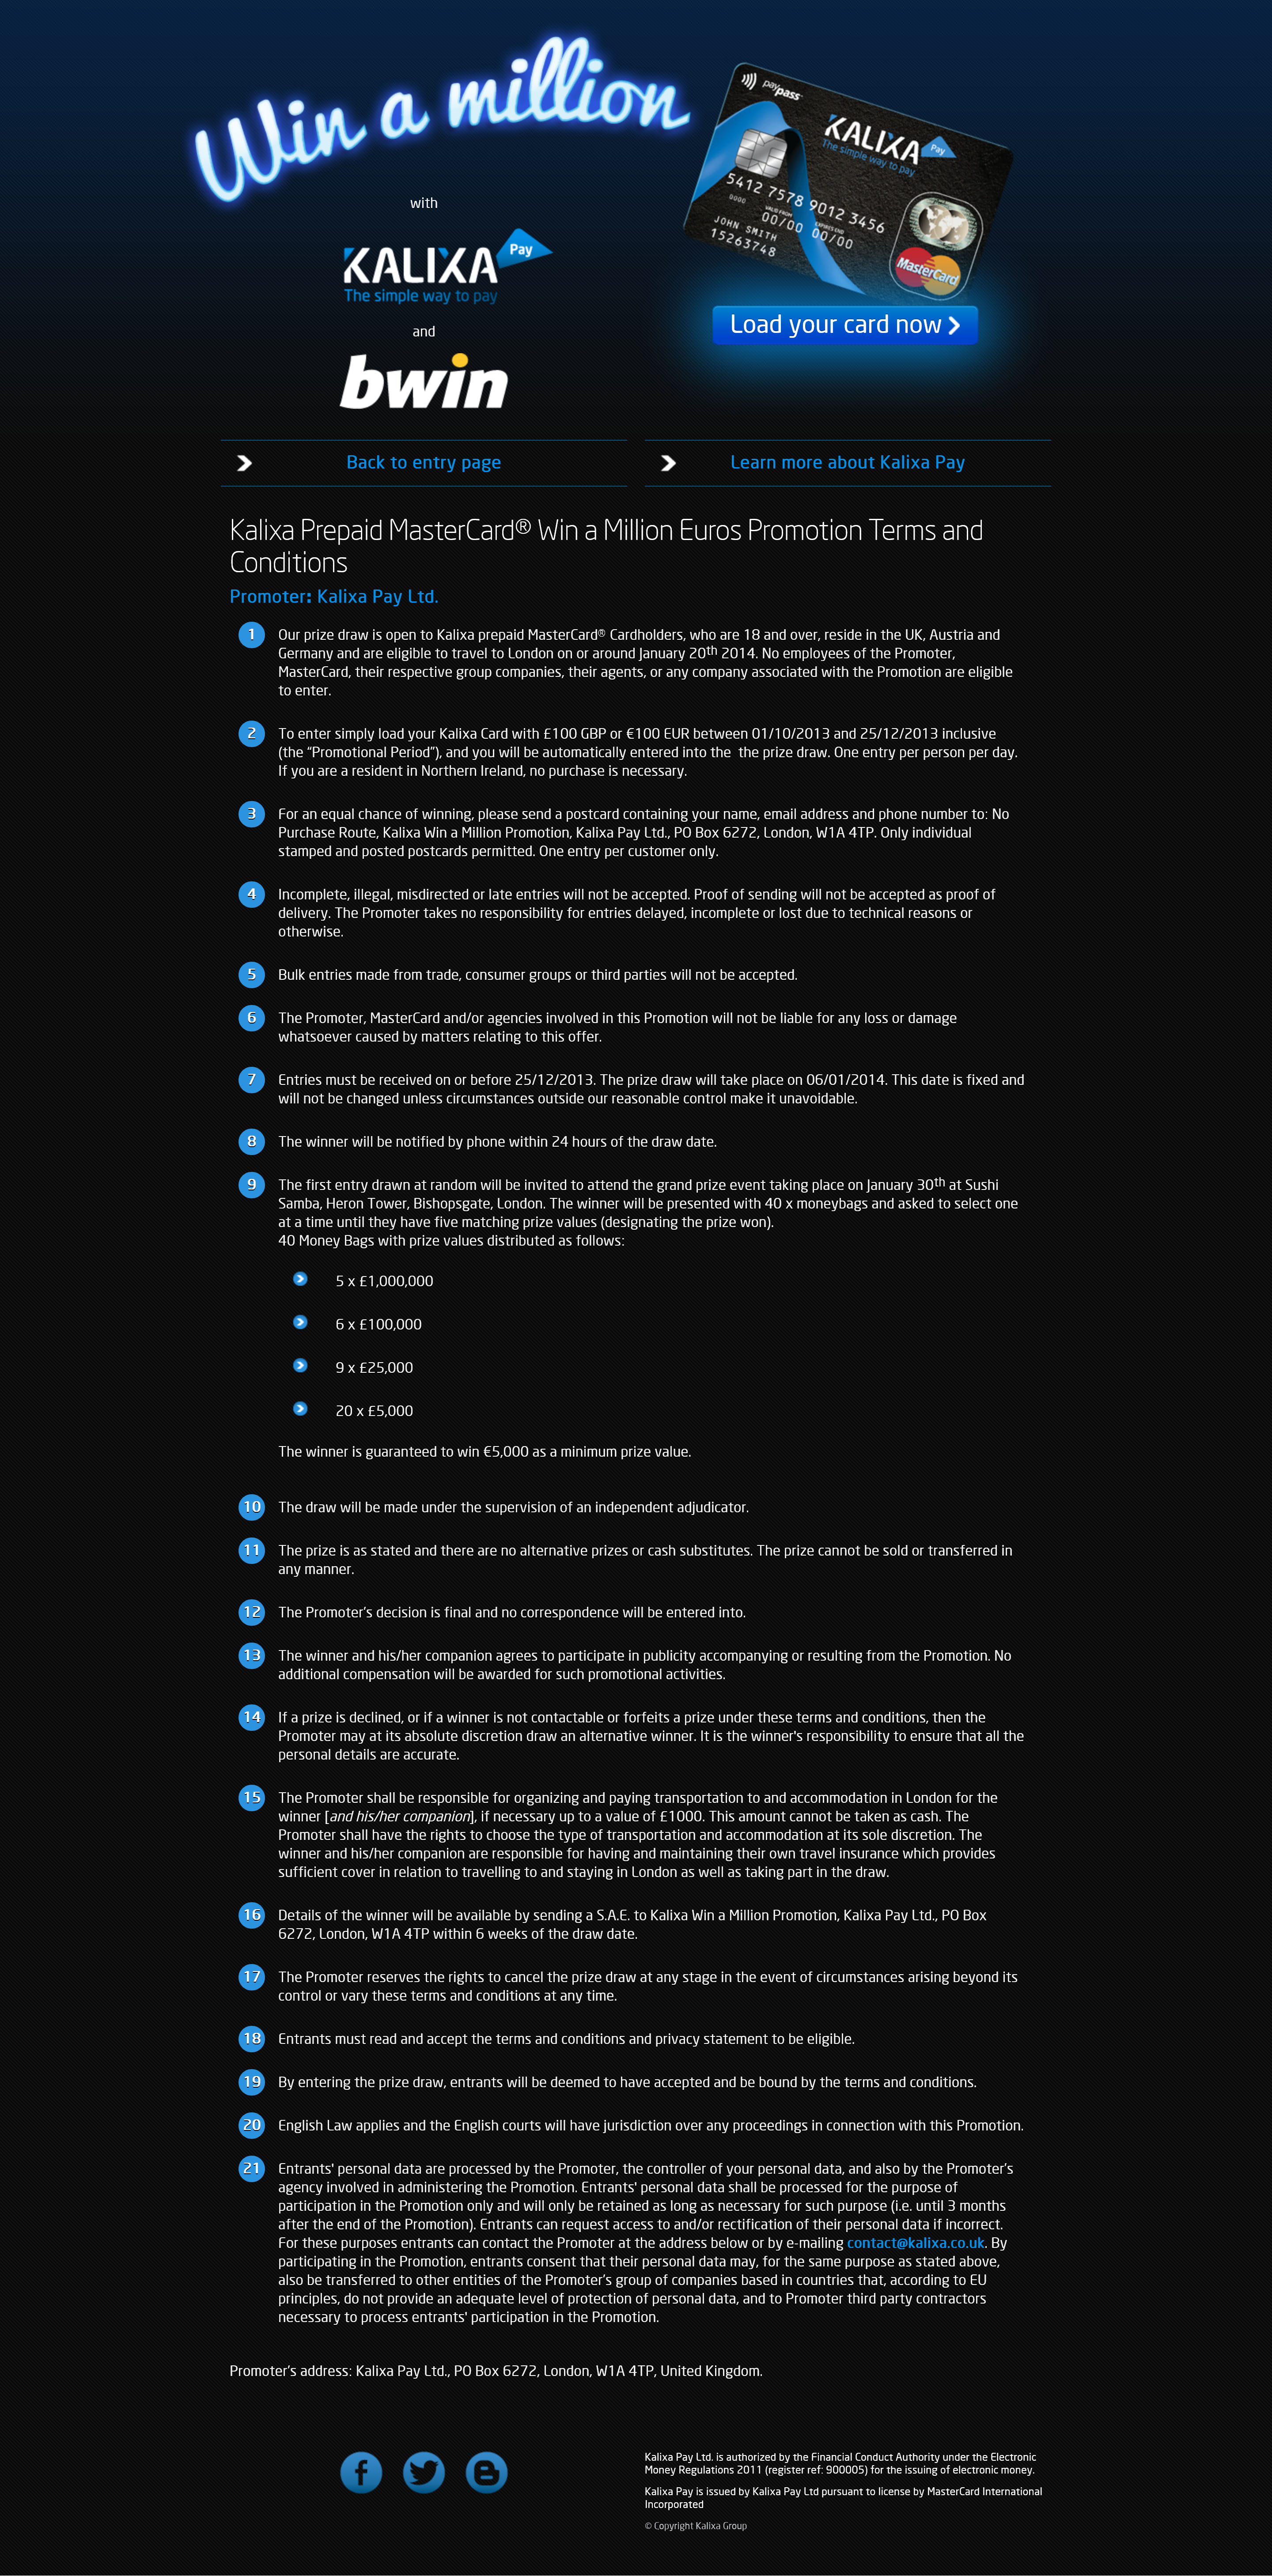 Win a million
with
KALIXA Pay
The simple way to pay
and
bwin
paypass
KALIXA Pay
The simple way to pay
5412 7578 9012 3456
0000
VALID FROM 00/00 EXPIRES END 00/00
JOHN SMITH
15263748
MasterCard
Load your card now
Back to entry page
Learn more about Kalixa Pay
Kalixa Prepaid MasterCard® Win a Million Euros Promotion Terms and
Conditions
Promoter: Kalixa Pay Ltd.
1 Our prize draw is open to Kalixa prepaid MasterCard® Cardholders, who are 18 and over, reside in the UK, Austria and
Germany and are eligible to travel to London on or around January 20th 2014. No employees of the Promoter,
MasterCard, their respective group companies, their agents, or any company associated with the Promotion are eligible
to enter.
2 To enter simply load your Kalixa Card with £100 GBP or €100 EUR between 01/10/2013 and 25/12/2013 inclusive
(the “Promotional Period”), and you will be automatically entered into the the prize draw. One entry per person per day.
If you are a resident in Northern Ireland, no purchase is necessary.
3 For an equal chance of winning, please send a postcard containing your name, email address and phone number to: No
Purchase Route, Kalixa Win a Million Promotion, Kalixa Pay Ltd., PO Box 6272, London, W1A 4TP. Only individual
stamped and posted postcards permitted. One entry per customer only.
4 Incomplete, illegal, misdirected or late entries will not be accepted. Proof of sending will not be accepted as proof of
delivery. The Promoter takes no responsibility for entries delayed, incomplete or lost due to technical reasons or
otherwise.
5 Bulk entries made from trade, consumer groups or third parties will not be accepted.
6 The Promoter, MasterCard and/or agencies involved in this Promotion will not be liable for any loss or damage
whatsoever caused by matters relating to this offer.
7 Entries must be received on or before 25/12/2013. The prize draw will take place on 06/01/2014. This date is fixed and
will not be changed unless circumstances outside our reasonable control make it unavoidable.
8 The winner will be notified by phone within 24 hours of the draw date.
9 The first entry drawn at random will be invited to attend the grand prize event taking place on January 30th at Sushi
Samba, Heron Tower, Bishopsgate, London. The winner will be presented with 40 x moneybags and asked to select one
at a time until they have five matching prize values (designating the prize won).
40 Money Bags with prize values distributed as follows:
5 x £1,000,000
6 x £100,000
9 x £25,000
20 x £5,000
The winner is guaranteed to win €5,000 as a minimum prize value.
10 The draw will be made under the supervision of an independent adjudicator.
11 The prize is as stated and there are no alternative prizes or cash substitutes. The prize cannot be sold or transferred in
any manner.
12 The Promoter’s decision is final and no correspondence will be entered into.
13 The winner and his/her companion agrees to participate in publicity accompanying or resulting from the Promotion. No
additional compensation will be awarded for such promotional activities.
14 If a prize is declined, or if a winner is not contactable or forfeits a prize under these terms and conditions, then the
Promoter may at its absolute discretion draw an alternative winner. It is the winner's responsibility to ensure that all the
personal details are accurate.
15 The Promoter shall be responsible for organizing and paying transportation to and accommodation in London for the
winner [and his/her companion], if necessary up to a value of £1000. This amount cannot be taken as cash. The
Promoter shall have the rights to choose the type of transportation and accommodation at its sole discretion. The
winner and his/her companion are responsible for having and maintaining their own travel insurance which provides
sufficient cover in relation to travelling to and staying in London as well as taking part in the draw.
16 Details of the winner will be available by sending a S.A.E. to Kalixa Win a Million Promotion, Kalixa Pay Ltd., PO Box
6272, London, W1A 4TP within 6 weeks of the draw date.
17 The Promoter reserves the rights to cancel the prize draw at any stage in the event of circumstances arising beyond its
control or vary these terms and conditions at any time.
18 Entrants must read and accept the terms and conditions and privacy statement to be eligible.
19 By entering the prize draw, entrants will be deemed to have accepted and be bound by the terms and conditions.
20 English Law applies and the English courts will have jurisdiction over any proceedings in connection with this Promotion.
21 Entrants' personal data are processed by the Promoter, the controller of your personal data, and also by the Promoter’s
agency involved in administering the Promotion. Entrants' personal data shall be processed for the purpose of
participation in the Promotion only and will only be retained as long as necessary for such purpose (i.e. until 3 months
after the end of the Promotion). Entrants can request access to and/or rectification of their personal data if incorrect.
For these purposes entrants can contact the Promoter at the address below or by e-mailing contact@kalixa.co.uk. By
participating in the Promotion, entrants consent that their personal data may, for the same purpose as stated above,
also be transferred to other entities of the Promoter’s group of companies based in countries that, according to EU
principles, do not provide an adequate level of protection of personal data, and to Promoter third party contractors
necessary to process entrants' participation in the Promotion.
Promoter’s address: Kalixa Pay Ltd., PO Box 6272, London, W1A 4TP, United Kingdom.
Kalixa Pay Ltd. is authorized by the Financial Conduct Authority under the Electronic
Money Regulations 2011 (register ref: 900005) for the issuing of electronic money.
Kalixa Pay is issued by Kalixa Pay Ltd pursuant to license by MasterCard International
Incorporated
© Copyright Kalixa Group